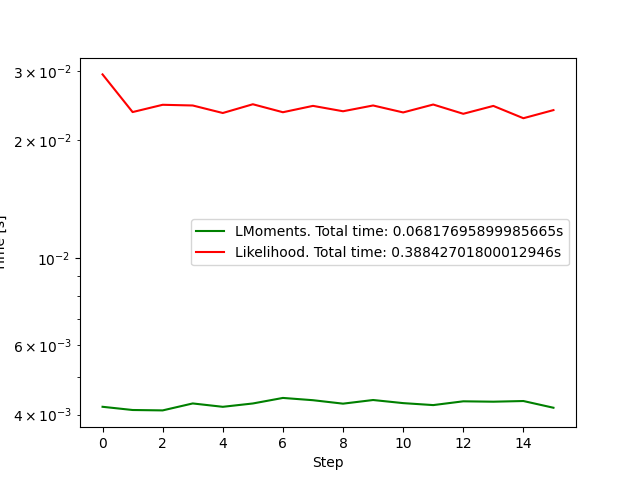 3 × 10⁻²
2 × 10⁻²
10⁻²
6 × 10⁻³
4 × 10⁻³
LMoments. Total time: 0.06817695899985665s
Likelihood. Total time: 0.38842701800012946s
0 2 4 6 8 10 12 14
Step
[s]